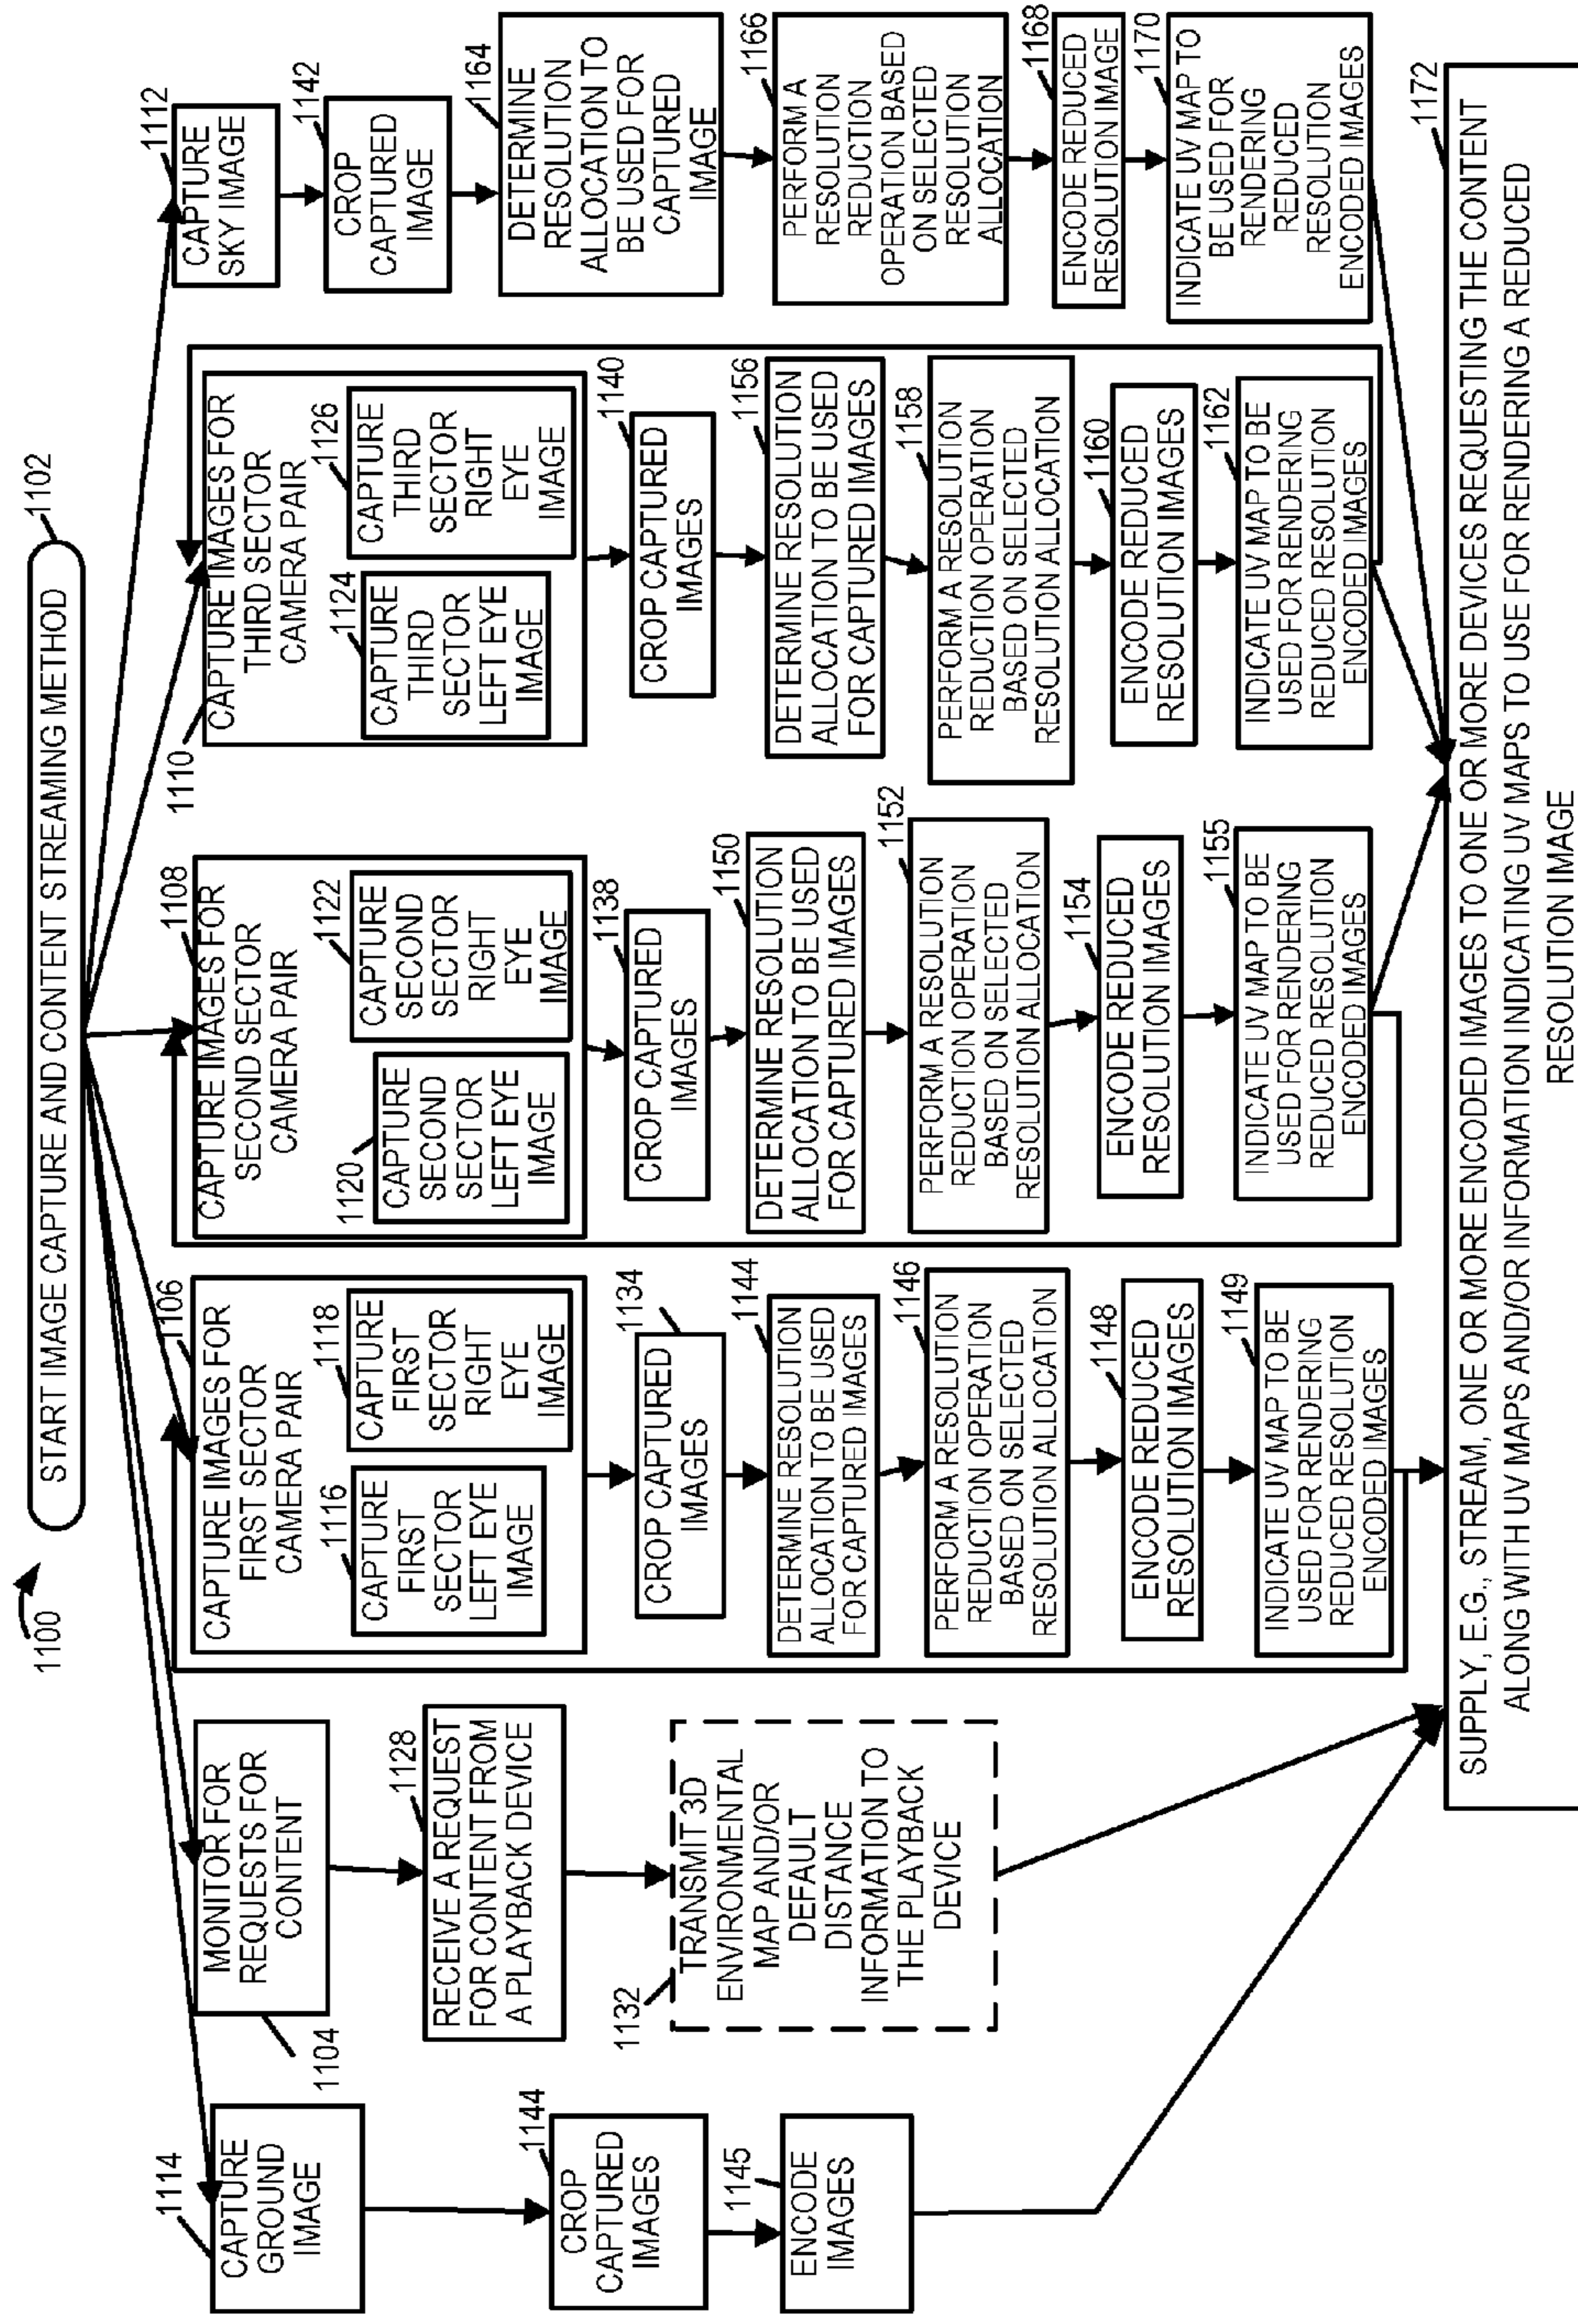 1100
START IMAGE CAPTURE AND CONTENT STREAMING METHOD
1102
1114
CAPTURE
GROUND
IMAGE
1144
CROP
CAPTURED
IMAGES
1145
ENCODE
IMAGES
MONITOR FOR
REQUESTS FOR
CONTENT
1104
1128
RECEIVE A REQUEST
FOR CONTENT FROM
A PLAYBACK DEVICE
1132
TRANSMIT 3D
ENVIRONMENTAL
MAP AND/OR
DEFAULT
DISTANCE
INFORMATION TO
THE PLAYBACK
DEVICE
1106
CAPTURE IMAGES FOR
FIRST SECTOR
CAMERA PAIR
1116
CAPTURE
FIRST
SECTOR
LEFT EYE
IMAGE
1118
CAPTURE
FIRST
SECTOR
RIGHT
EYE
IMAGE
1134
CROP CAPTURED
IMAGES
1144
DETERMINE RESOLUTION
ALLOCATION TO BE USED
FOR CAPTURED IMAGES
1146
PERFORM A RESOLUTION
REDUCTION OPERATION
BASED ON SELECTED
RESOLUTION ALLOCATION
1148
ENCODE REDUCED
RESOLUTION IMAGES
1149
INDICATE UV MAP TO BE
USED FOR RENDERING
REDUCED RESOLUTION
ENCODED IMAGES
1108
CAPTURE IMAGES FOR
SECOND SECTOR
CAMERA PAIR
1120
CAPTURE
SECOND
SECTOR
LEFT EYE
IMAGE
1122
CAPTURE
SECOND
SECTOR
RIGHT
EYE
IMAGE
1138
CROP CAPTURED
IMAGES
1150
DETERMINE RESOLUTION
ALLOCATION TO BE USED
FOR CAPTURED IMAGES
1152
PERFORM A RESOLUTION
REDUCTION OPERATION
BASED ON SELECTED
RESOLUTION ALLOCATION
1154
ENCODE REDUCED
RESOLUTION IMAGES
1155
INDICATE UV MAP TO BE
USED FOR RENDERING
REDUCED RESOLUTION
ENCODED IMAGES
1110
CAPTURE IMAGES FOR
THIRD SECTOR
CAMERA PAIR
1124
CAPTURE
THIRD
SECTOR
LEFT EYE
IMAGE
1126
CAPTURE
THIRD
SECTOR
RIGHT
EYE
IMAGE
1140
CROP CAPTURED
IMAGES
1156
DETERMINE RESOLUTION
ALLOCATION TO BE USED
FOR CAPTURED IMAGES
1158
PERFORM A RESOLUTION
REDUCTION OPERATION
BASED ON SELECTED
RESOLUTION ALLOCATION
1160
ENCODE REDUCED
RESOLUTION IMAGES
1162
INDICATE UV MAP TO BE
USED FOR RENDERING
REDUCED RESOLUTION
ENCODED IMAGES
1112
CAPTURE
SKY IMAGE
1142
CROP
CAPTURED
IMAGE
1164
DETERMINE
RESOLUTION
ALLOCATION TO
BE USED FOR
CAPTURED
IMAGE
1166
PERFORM A
RESOLUTION
REDUCTION
OPERATION BASED
ON SELECTED
RESOLUTION
ALLOCATION
1168
ENCODE REDUCED
RESOLUTION IMAGE
1170
INDICATE UV MAP TO
BE USED FOR
RENDERING
REDUCED
RESOLUTION
ENCODED IMAGES
1172
SUPPLY, E.G., STREAM, ONE OR MORE ENCODED IMAGES TO ONE OR MORE DEVICES REQUESTING THE CONTENT
ALONG WITH UV MAPS AND/OR INFORMATION INDICATING UV MAPS TO USE FOR RENDERING A REDUCED
RESOLUTION IMAGE